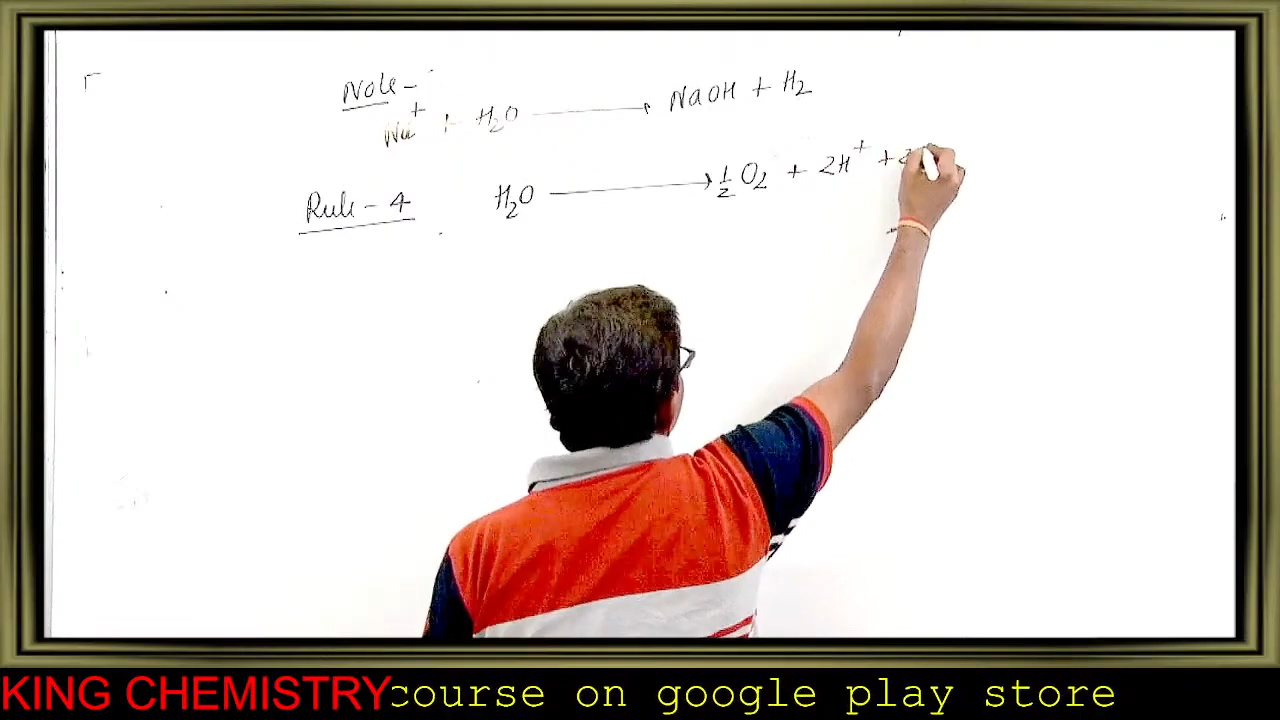 Note -
Na⁺ + H₂O ⟶ NaOH + H₂
Rule - 4 H₂O ⟶ ½ O₂ + 2H⁺ + 2
KING CHEMISTRY course on google play store